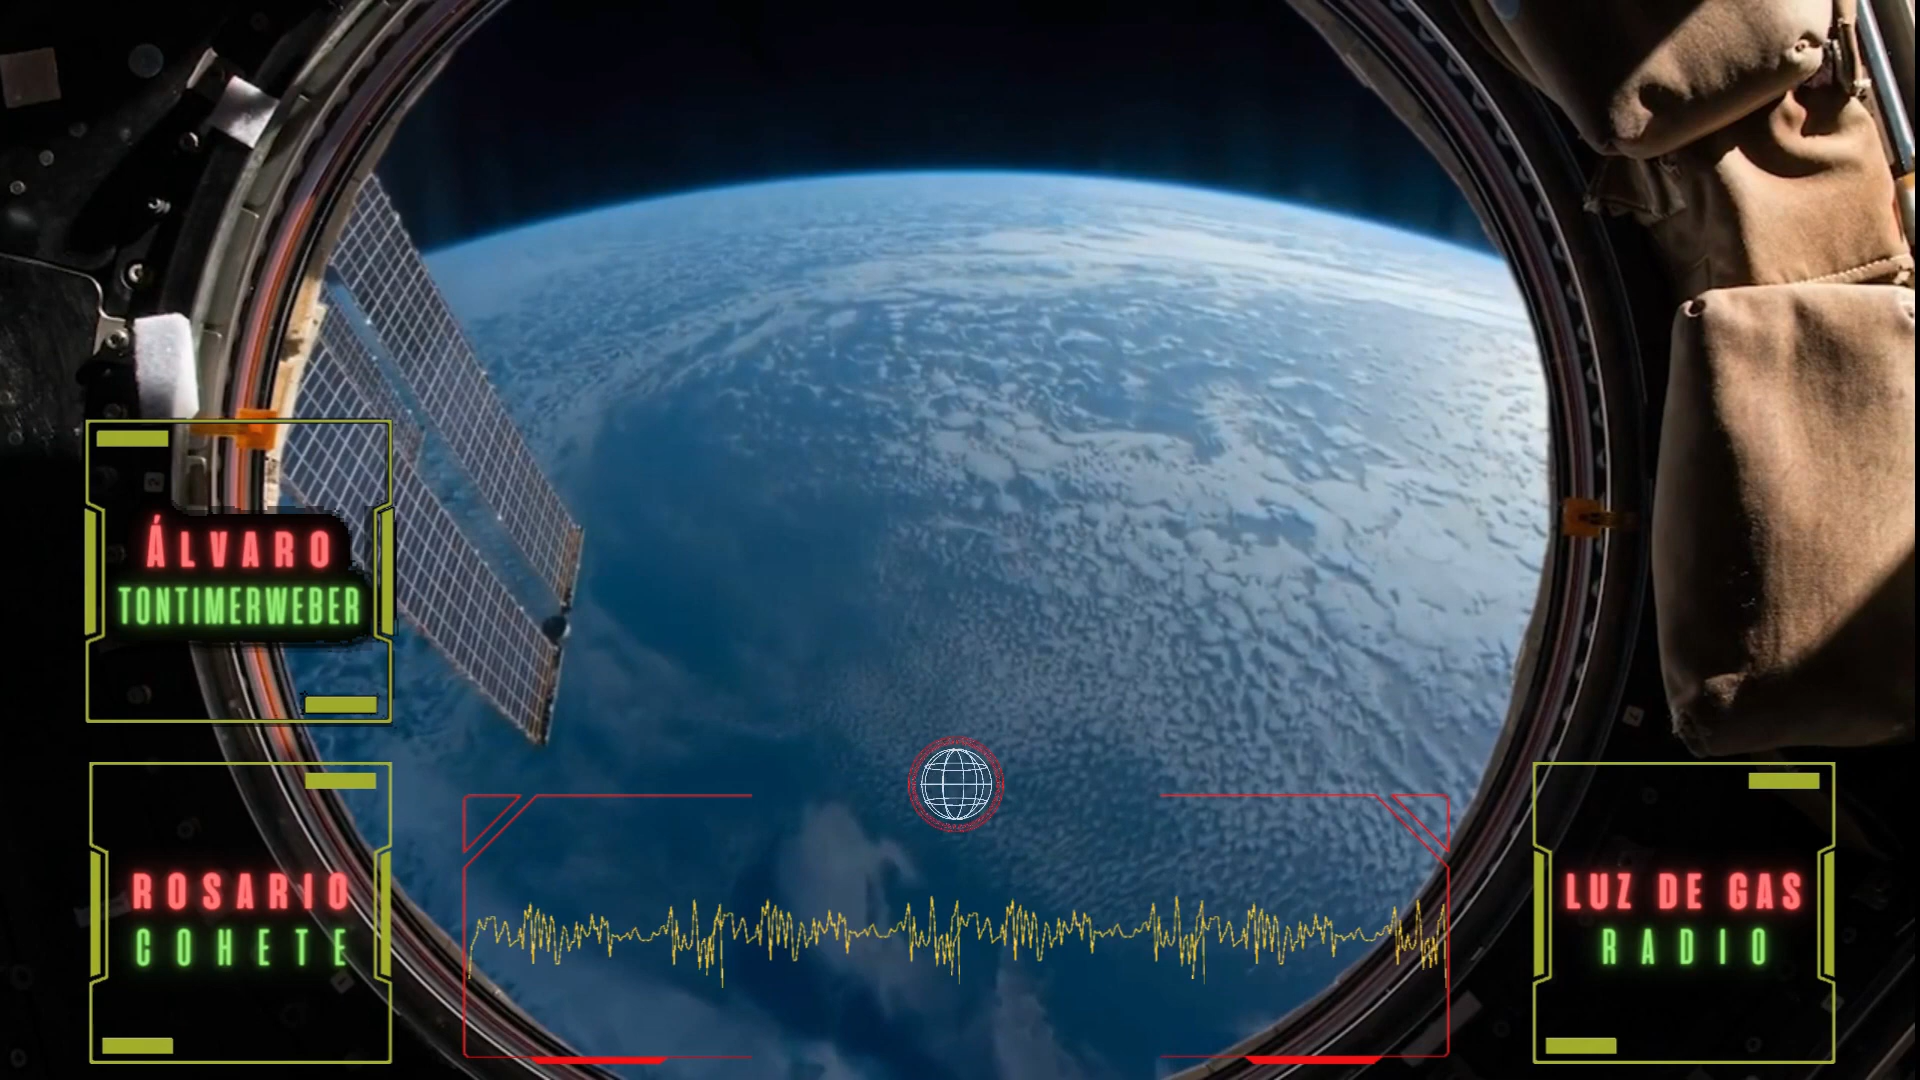 ÁLVARO
TONTIMERWEBER
ROSARIO
COHETE
LUZ DE GAS
RADIO